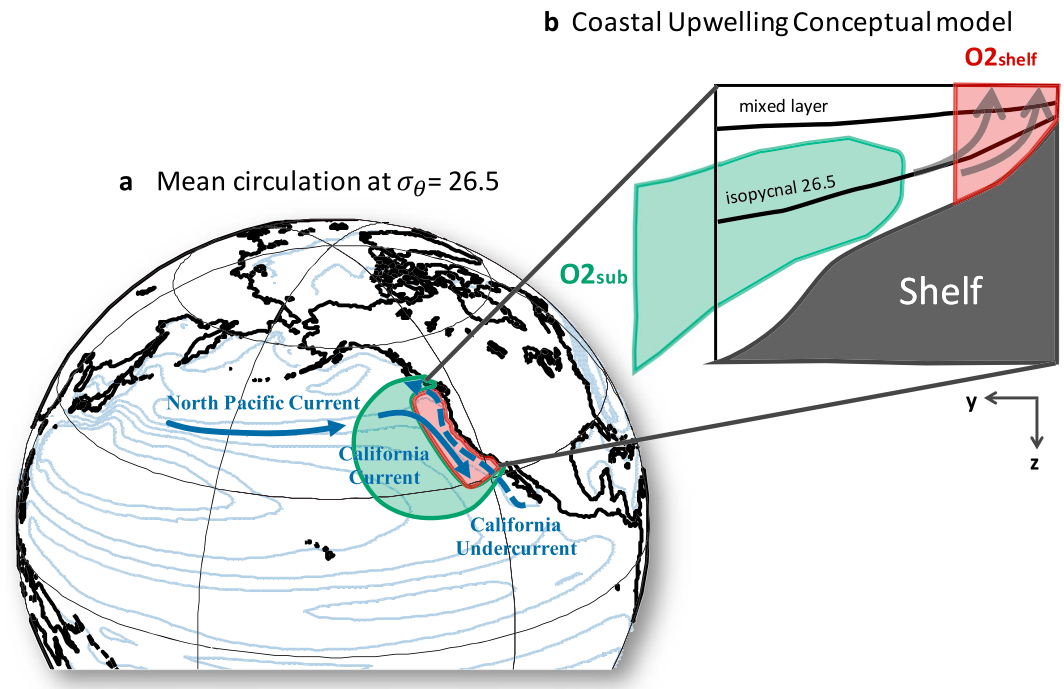 b Coastal Upwelling Conceptual model
O2shelf
mixed layer
isopycnal 26.5
O2sub
Shelf
y
z
a Mean circulation at σθ= 26.5
North Pacific Current
California
Current
California
Undercurrent